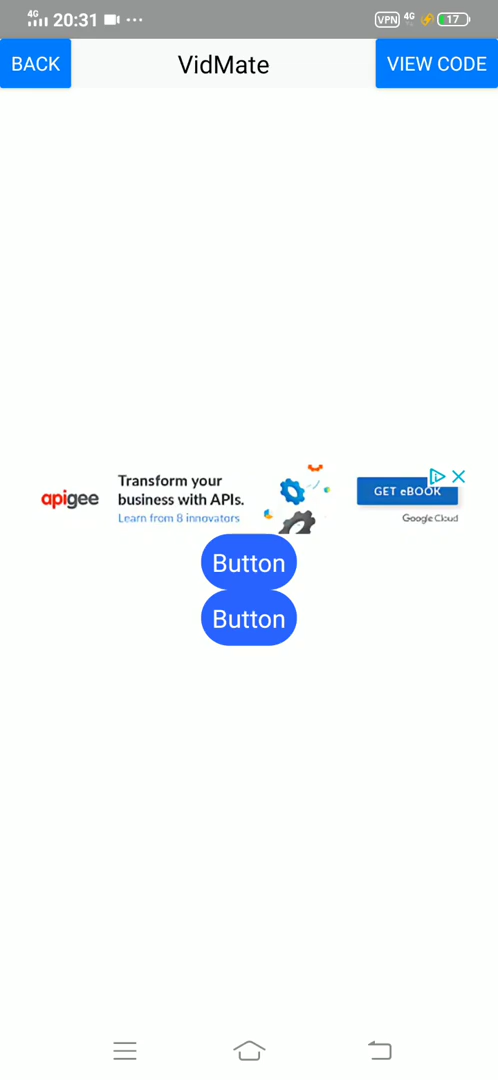 4G 20:31 VPN 4G 17
BACK VidMate VIEW CODE
apigee
Transform your
business with APIs.
Learn from 8 innovators
GET eBOOK
Google Cloud
Button
Button